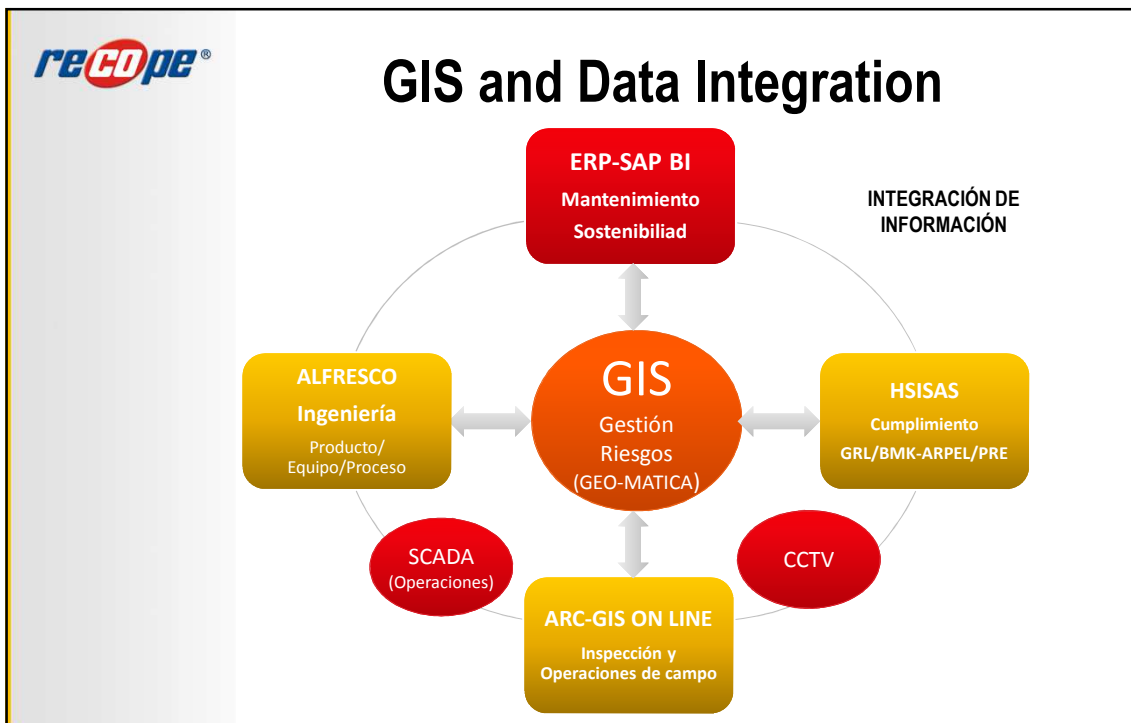 recope®
GIS and Data Integration
ERP-SAP BI
Mantenimiento
Sostenibiliad
INTEGRACIÓN DE
INFORMACIÓN
ALFRESCO
Ingeniería
Producto/
Equipo/Proceso
GIS
Gestión
Riesgos
(GEO-MATICA)
HSISAS
Cumplimiento
GRL/BMK-ARPEL/PRE
SCADA
(Operaciones)
CCTV
ARC-GIS ON LINE
Inspección y
Operaciones de campo